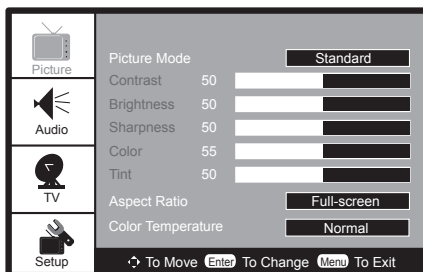 Picture
Audio
TV
Setup
Picture Mode Standard
Contrast 50
Brightness 50
Sharpness 50
Color 55
Tint 50
Aspect Ratio Full-screen
Color Temperature Normal
To Move Enter To Change Menu To Exit